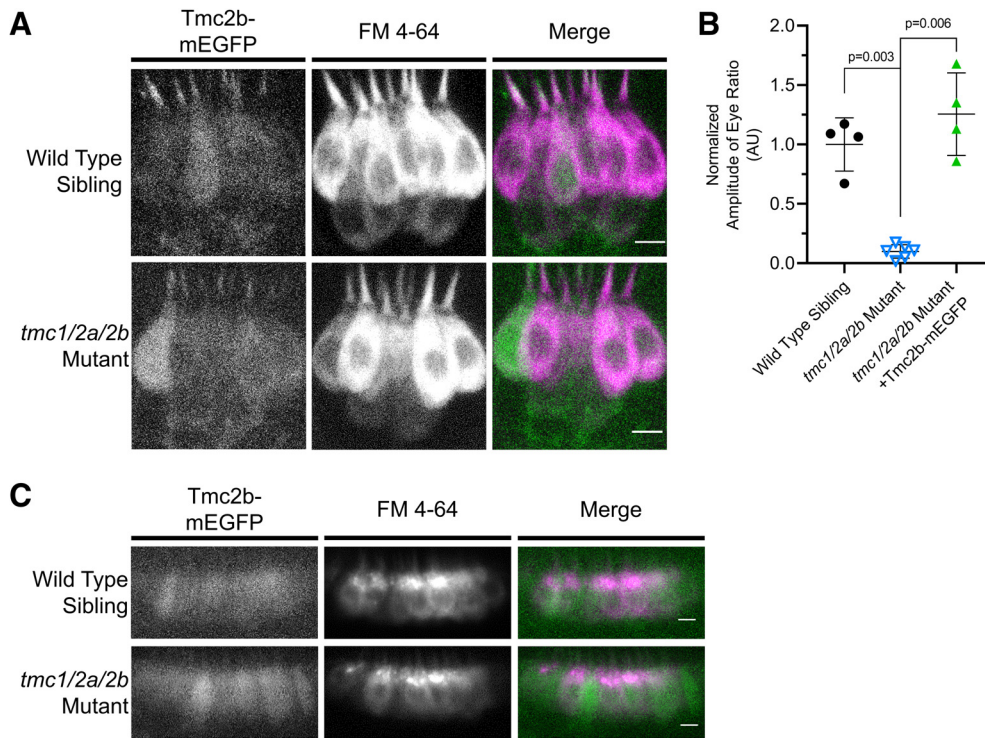 A
Tmc2b-
mEGFP
FM 4-64
Merge
Wild Type
Sibling
tmc1/2a/2b
Mutant
B
Normalized
Amplitude of Eye Ratio
(AU)
2.0
1.5
1.0
0.5
0.0
p=0.003
p=0.006
Wild Type Sibling
tmc1/2a/2b Mutant
tmc1/2a/2b Mutant
+Tmc2b-mEGFP
C
Tmc2b-
mEGFP
FM 4-64
Merge
Wild Type
Sibling
tmc1/2a/2b
Mutant